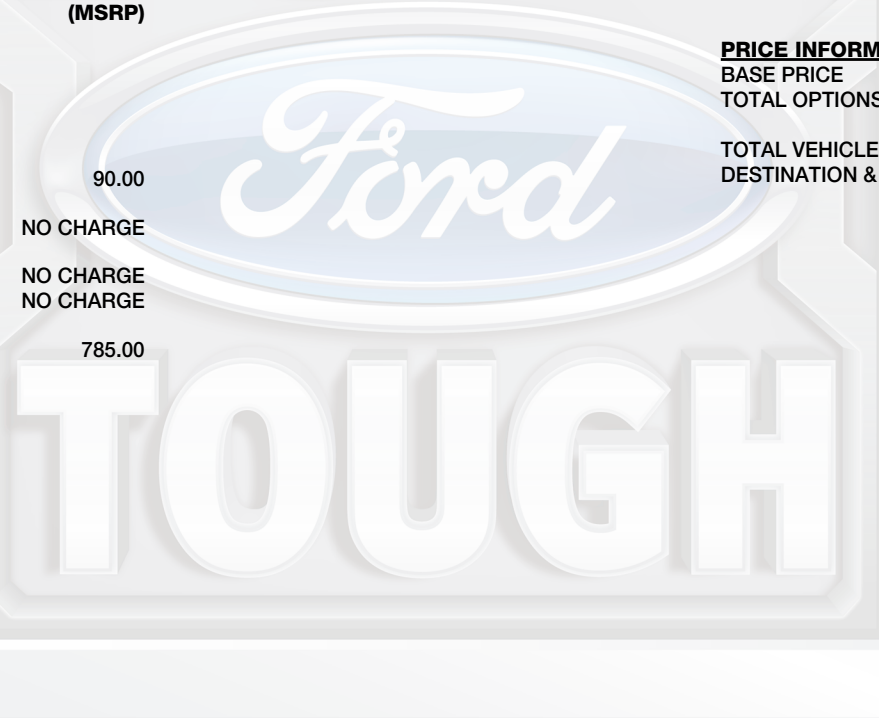 (MSRP)
90.00
NO CHARGE
NO CHARGE
NO CHARGE
785.00
PRICE INFORM
BASE PRICE
TOTAL OPTIONS
TOTAL VEHICLE
DESTINATION &
Ford
TOUGH